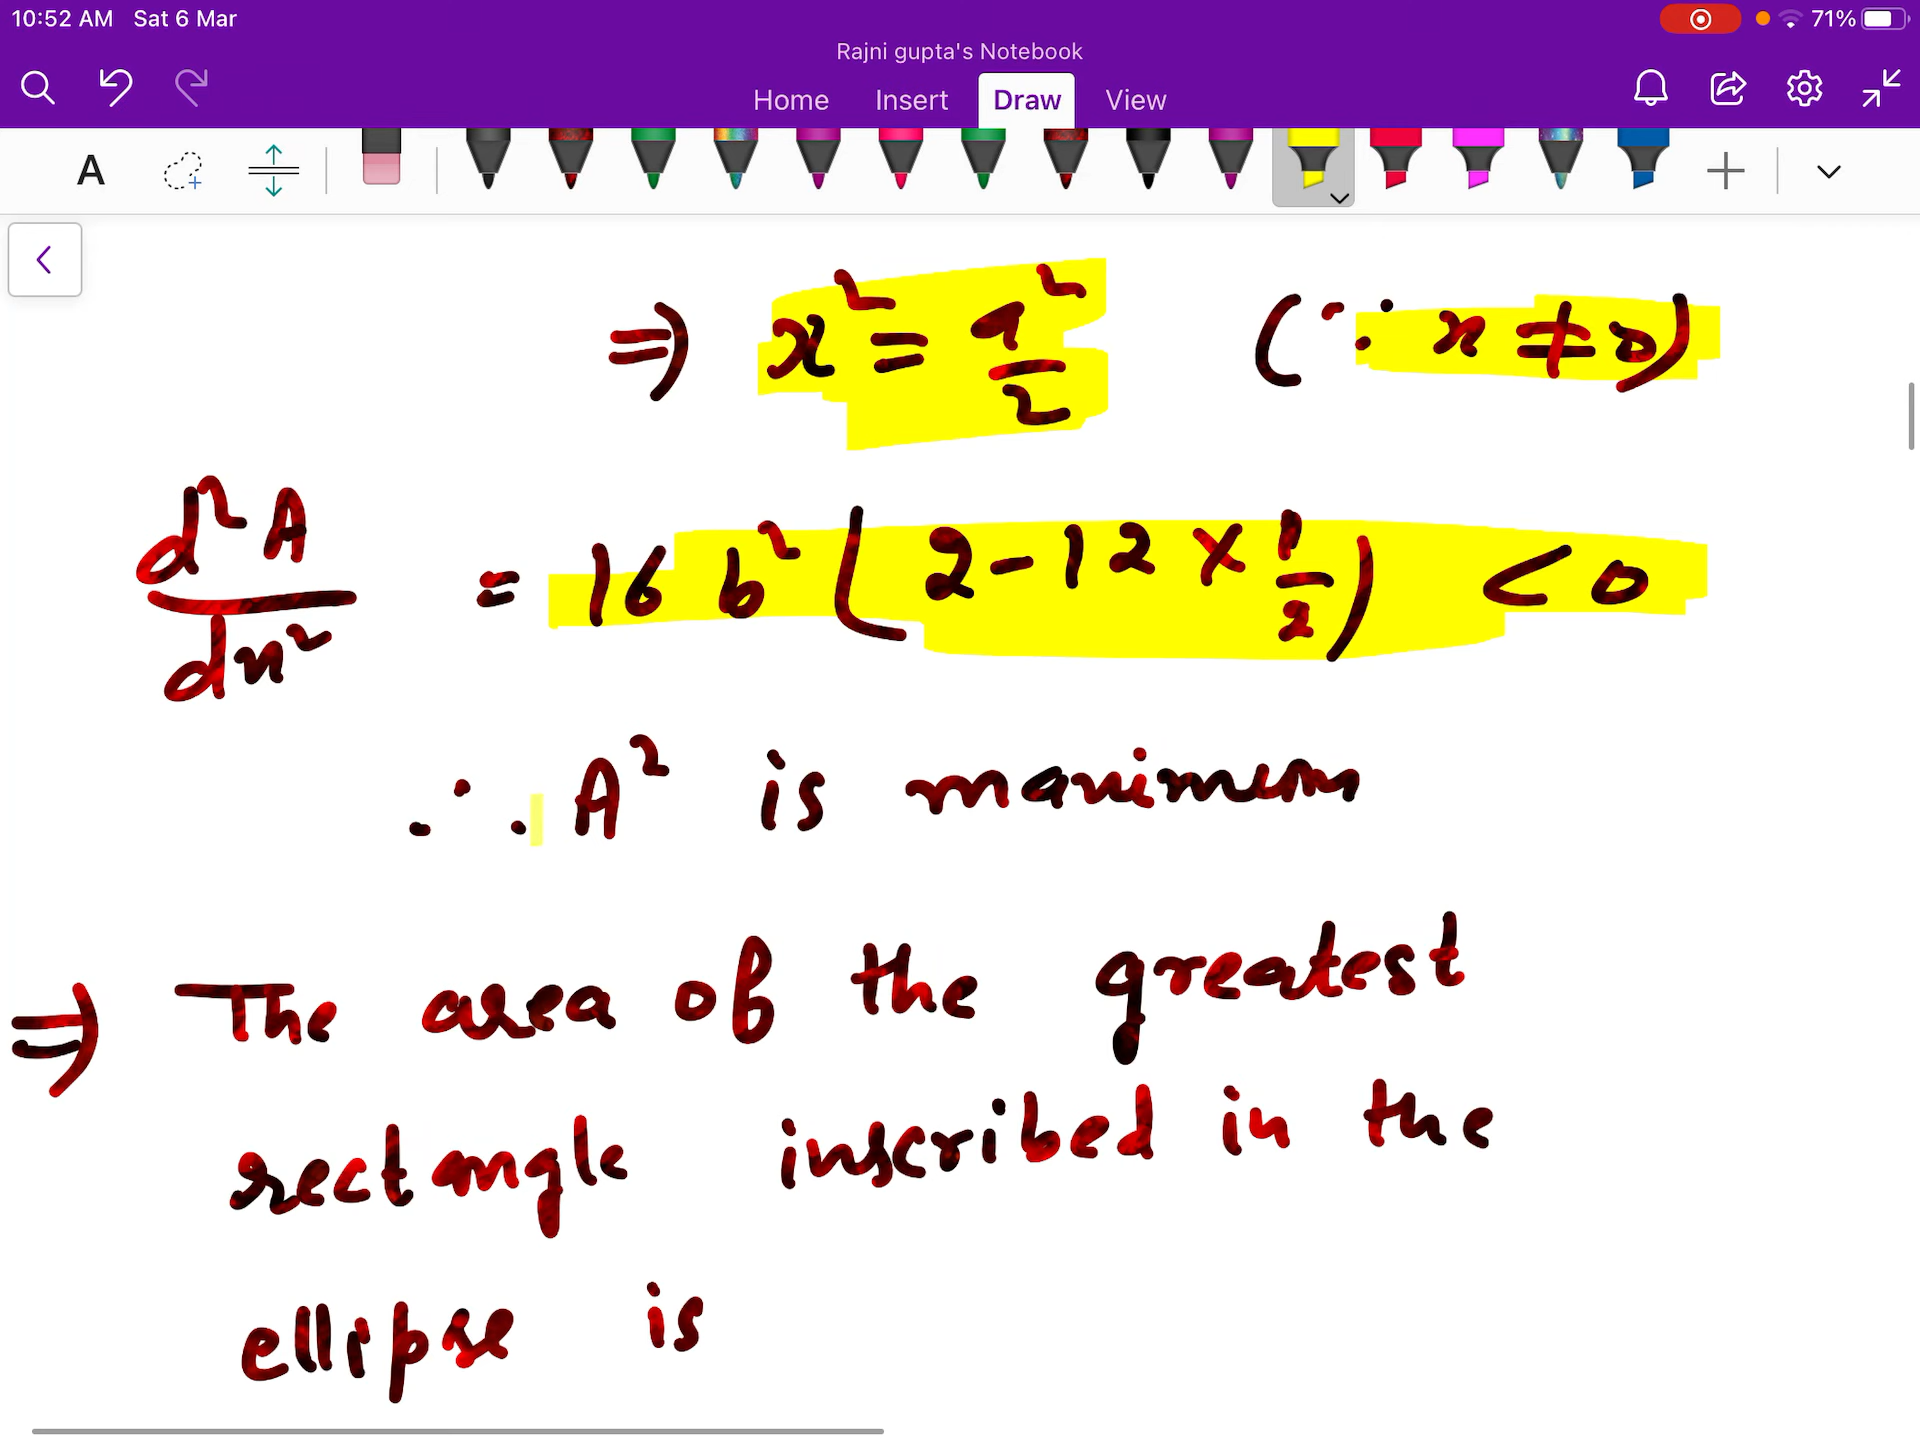 10:52 AM Sat 6 Mar
71%
Rajni gupta's Notebook
Home Insert Draw View
A
⇒ x² = a²/2 (∵ x ≠ 0)
d²A/dx² = 16 b² (2 - 12 × 1/2) < 0
∴ A² is maximum
⇒ The area of the greatest
rectangle inscribed in the
ellipse is